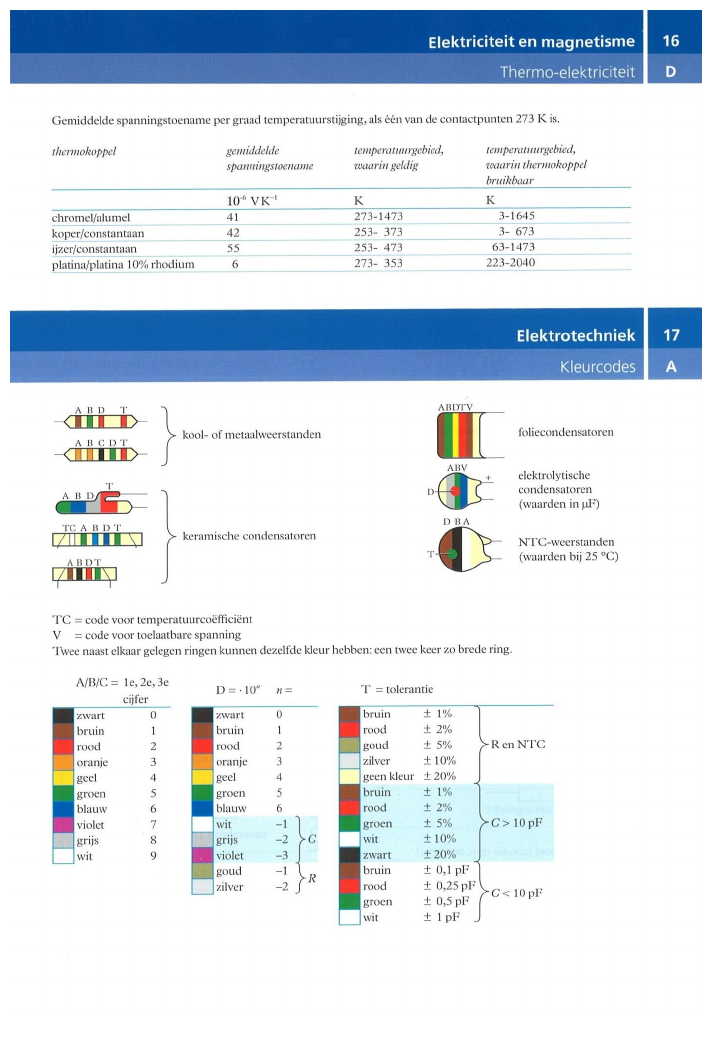 Elektriciteit en magnetisme 16
Thermo-elektriciteit D
Gemiddelde spanningstoename per graad temperatuurstijging, als één van de contactpunten 273 K is.
thermokoppel gemiddelde spanningstoename temperatuurgebied, waarin geldig temperatuurgebied, waarin thermokoppel bruikbaar
10⁻⁶ V K⁻¹ K K
chromel/alumel 41 273-1473 3-1645
koper/constantaan 42 253- 373 3- 673
ijzer/constantaan 55 253- 473 63-1473
platina/platina 10% rhodium 6 273- 353 223-2040
Elektrotechniek 17
Kleurcodes A
A B D T
A B C D T
kool- of metaalweerstanden
T
A B D
TC A B D T
A B D T
keramische condensatoren
ABDTV
foliecondensatoren
ABV
+
D
elektrolytische
condensatoren
(waarden in µF)
D B A
T
NTC-weerstanden
(waarden bij 25 °C)
TC = code voor temperatuurcoëfficiënt
V = code voor toelaatbare spanning
Twee naast elkaar gelegen ringen kunnen dezelfde kleur hebben: een twee keer zo brede ring.
A/B/C = 1e, 2e, 3e
cijfer
zwart 0
bruin 1
rood 2
oranje 3
geel 4
groen 5
blauw 6
violet 7
grijs 8
wit 9
D = · 10ⁿ n =
zwart 0
bruin 1
rood 2
oranje 3
geel 4
groen 5
blauw 6
wit −1
grijs −2 C
violet −3
goud −1
zilver −2 R
T = tolerantie
bruin ± 1%
rood ± 2%
goud ± 5% R en NTC
zilver ± 10%
geen kleur ± 20%
bruin ± 1%
rood ± 2%
groen ± 5% C > 10 pF
wit ± 10%
zwart ± 20%
bruin ± 0,1 pF
rood ± 0,25 pF
groen ± 0,5 pF C < 10 pF
wit ± 1 pF